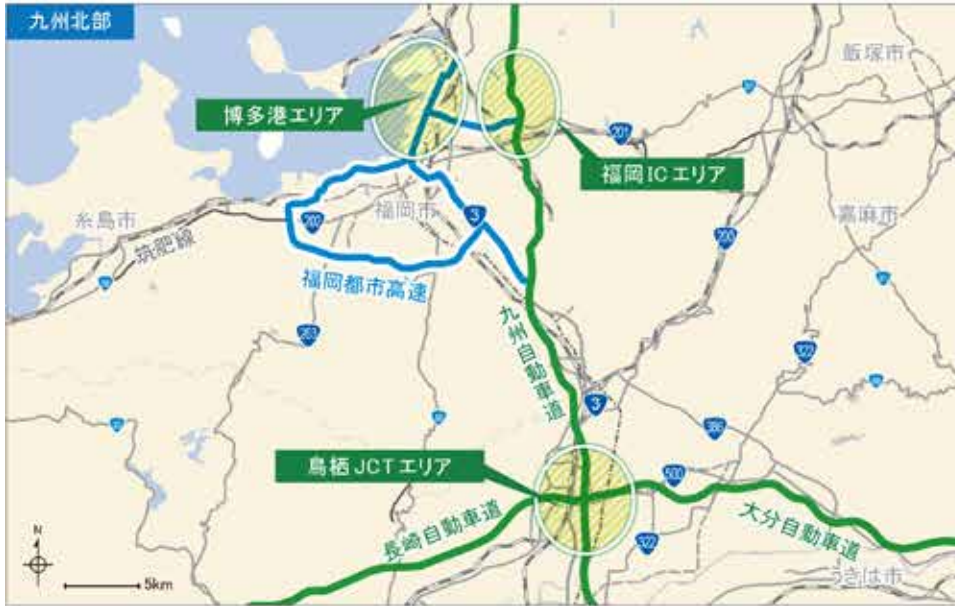 九州北部
飯塚市
博多港エリア
201
福岡ICエリア
糸島市
筑肥線
202
福岡市
3
嘉麻市
200
福岡都市高速
263
九州自動車道
322
3
386
鳥栖JCTエリア
500
長崎自動車道
大分自動車道
322
うきは市
N
5km